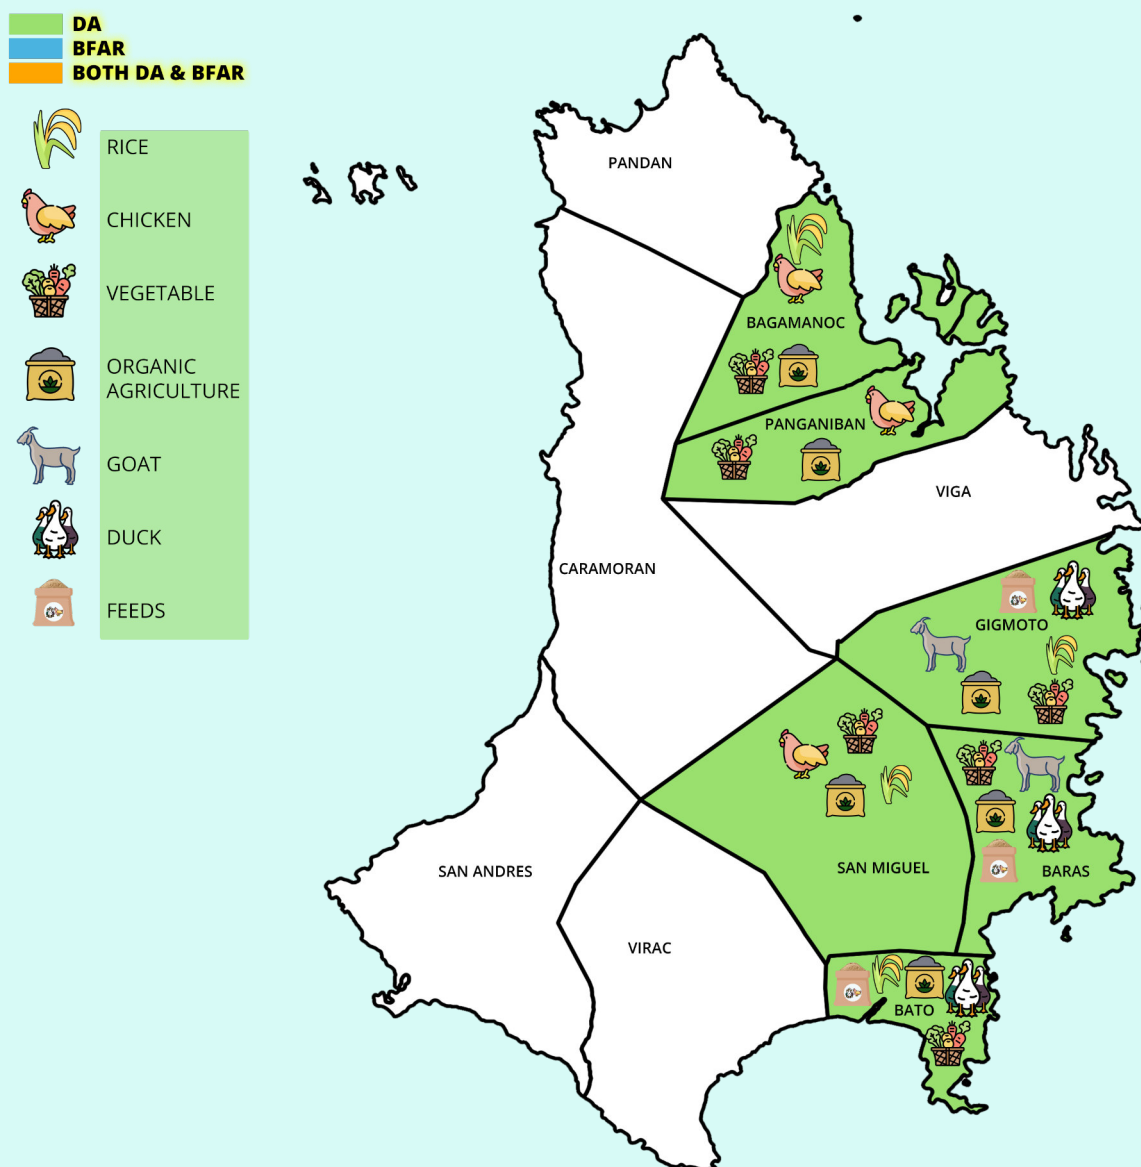 DA
BFAR
BOTH DA & BFAR
RICE
CHICKEN
VEGETABLE
ORGANIC
AGRICULTURE
GOAT
DUCK
FEEDS
PANDAN
BAGAMANOC
PANGANIBAN
VIGA
CARAMORAN
GIGMOTO
SAN ANDRES
SAN MIGUEL
BARAS
VIRAC
BATO